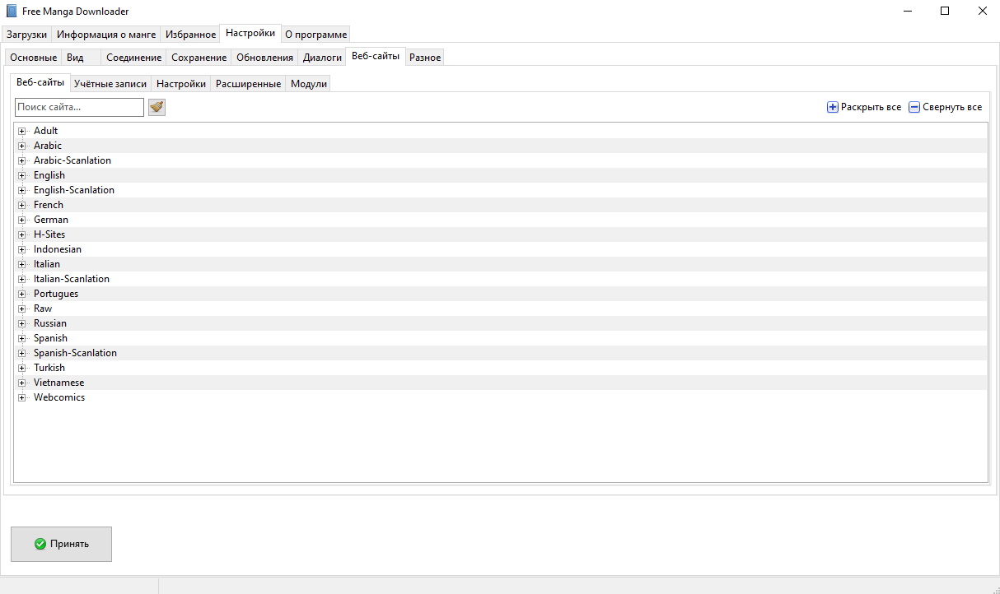 Free Manga Downloader
Загрузки Информация о манге Избранное Настройки О программе
Основные Вид Соединение Сохранение Обновления Диалоги Веб-сайты Разное
Веб-сайты Учётные записи Настройки Расширенные Модули
Поиск сайта... Раскрыть все Свернуть все
Adult
Arabic
Arabic-Scanlation
English
English-Scanlation
French
German
H-Sites
Indonesian
Italian
Italian-Scanlation
Portugues
Raw
Russian
Spanish
Spanish-Scanlation
Turkish
Vietnamese
Webcomics
Принять